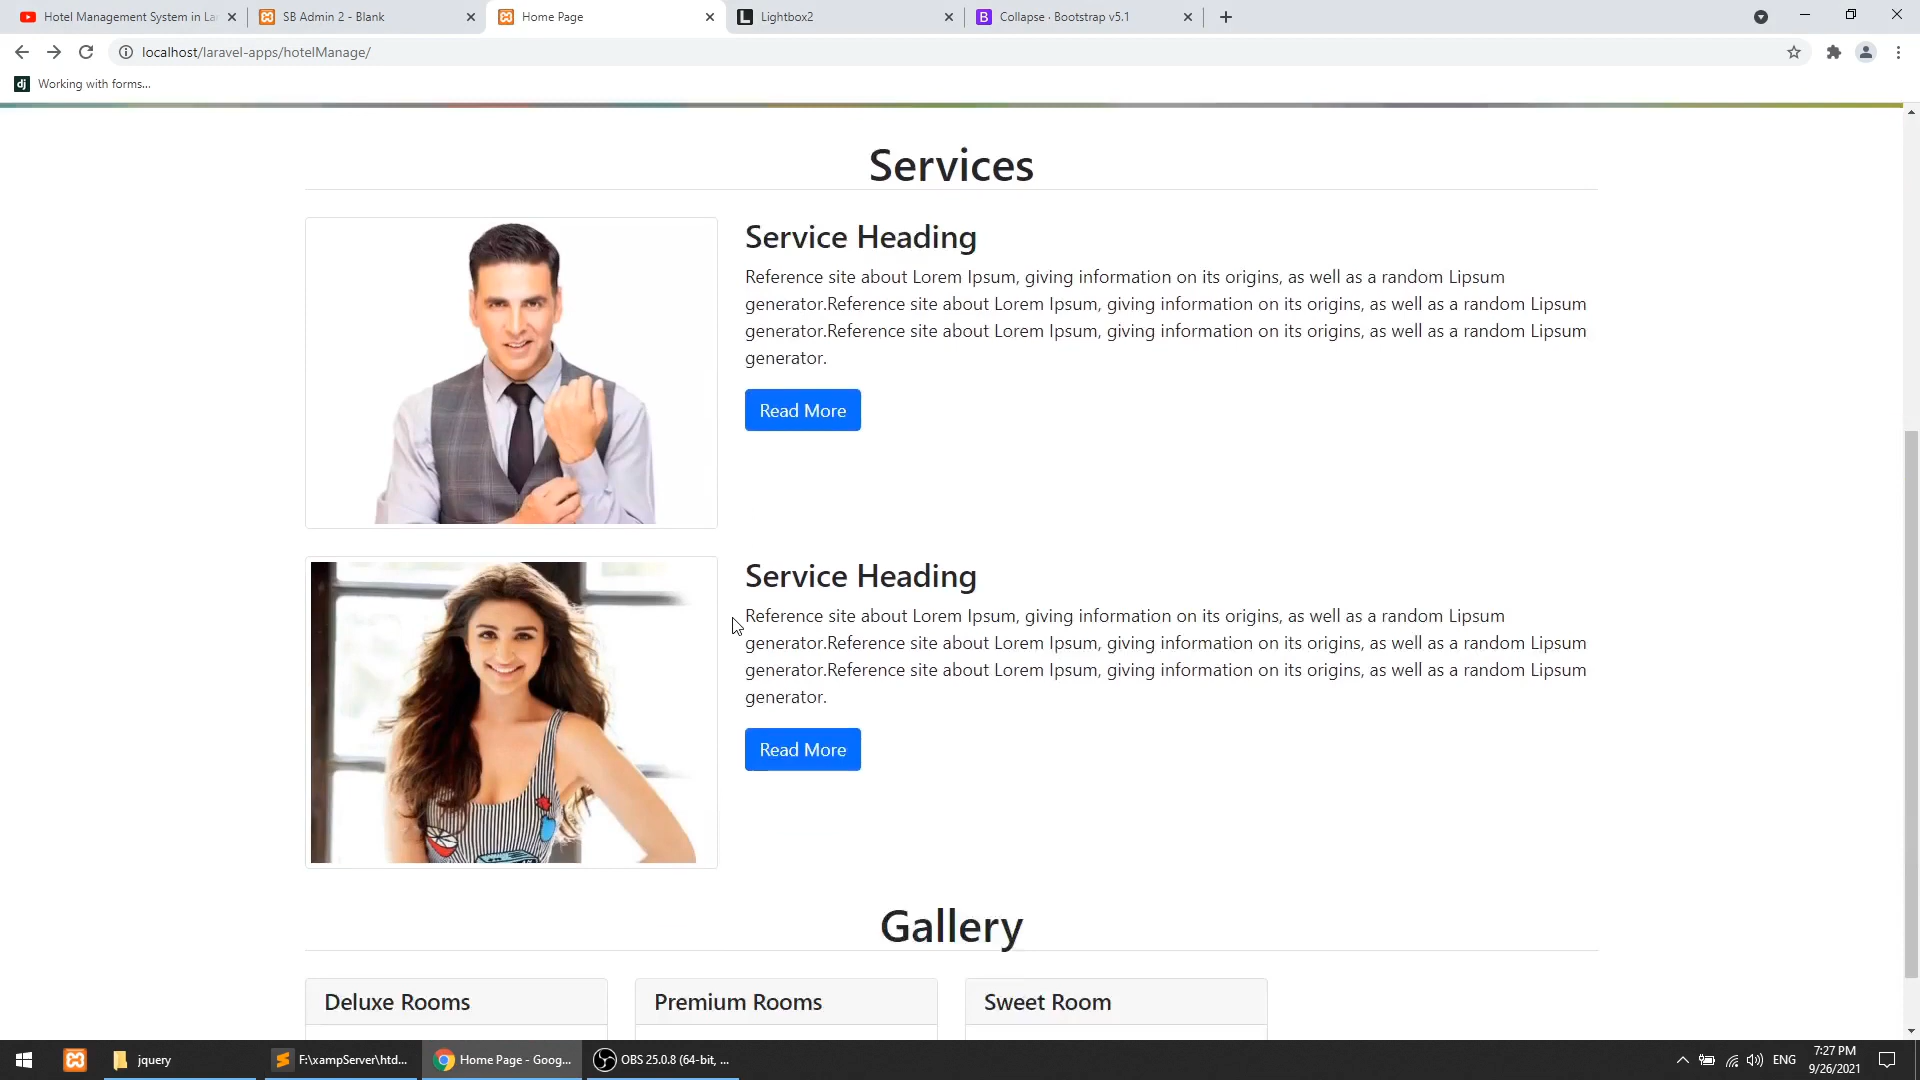 Hotel Management System in La
SB Admin 2 - Blank
Home Page
Lightbox2
Collapse · Bootstrap v5.1
localhost/laravel-apps/hotelManage/
dj Working with forms...
Services
Service Heading
Reference site about Lorem Ipsum, giving information on its origins, as well as a random Lipsum
generator.Reference site about Lorem Ipsum, giving information on its origins, as well as a random Lipsum
generator.Reference site about Lorem Ipsum, giving information on its origins, as well as a random Lipsum
generator.
Read More
Service Heading
Reference site about Lorem Ipsum, giving information on its origins, as well as a random Lipsum
generator.Reference site about Lorem Ipsum, giving information on its origins, as well as a random Lipsum
generator.Reference site about Lorem Ipsum, giving information on its origins, as well as a random Lipsum
generator.
Read More
Gallery
Deluxe Rooms
Premium Rooms
Sweet Room
jquery
F:\xampServer\htd...
Home Page - Goog...
OBS 25.0.8 (64-bit, ...
ENG
7:27 PM
9/26/2021